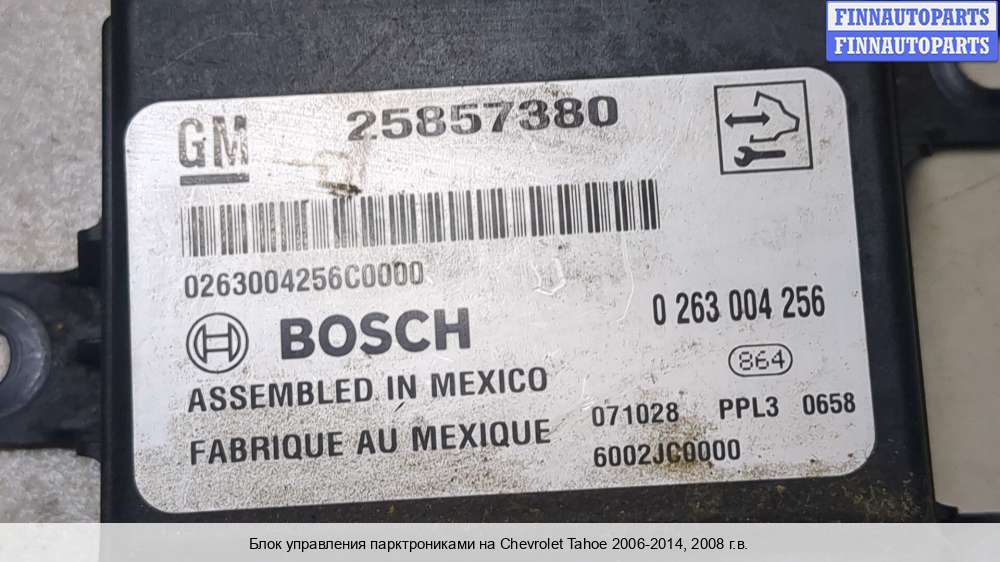 FINNAUTOPARTS
FINNAUTOPARTS
GM 25857380
0263004256C0000
BOSCH
0 263 004 256
864
ASSEMBLED IN MEXICO
FABRIQUE AU MEXIQUE
071028 PPL3 0658
6002JC0000
Блок управления парктрониками на Chevrolet Tahoe 2006-2014, 2008 г.в.